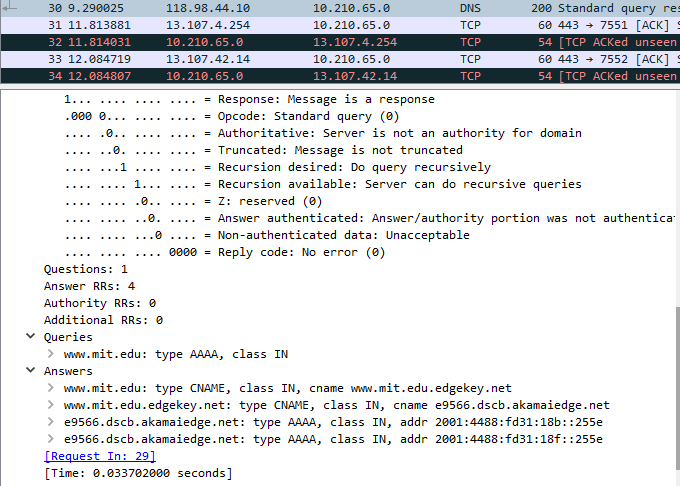 30 9.290025 118.98.44.10 10.210.65.0 DNS 200 Standard query res
31 11.813881 13.107.4.254 10.210.65.0 TCP 60 443 → 7551 [ACK] S
32 11.814031 10.210.65.0 13.107.4.254 TCP 54 [TCP ACKed unseen
33 12.084719 13.107.42.14 10.210.65.0 TCP 60 443 → 7552 [ACK] S
34 12.084807 10.210.65.0 13.107.42.14 TCP 54 [TCP ACKed unseen
1... .... .... .... = Response: Message is a response
.000 0... .... .... = Opcode: Standard query (0)
.... .0.. .... .... = Authoritative: Server is not an authority for domain
.... ..0. .... .... = Truncated: Message is not truncated
.... ...1 .... .... = Recursion desired: Do query recursively
.... .... 1... .... = Recursion available: Server can do recursive queries
.... .... .0.. .... = Z: reserved (0)
.... .... ..0. .... = Answer authenticated: Answer/authority portion was not authenticat
.... .... ...0 .... = Non-authenticated data: Unacceptable
.... .... .... 0000 = Reply code: No error (0)
Questions: 1
Answer RRs: 4
Authority RRs: 0
Additional RRs: 0
Queries
www.mit.edu: type AAAA, class IN
Answers
www.mit.edu: type CNAME, class IN, cname www.mit.edu.edgekey.net
www.mit.edu.edgekey.net: type CNAME, class IN, cname e9566.dscb.akamaiedge.net
e9566.dscb.akamaiedge.net: type AAAA, class IN, addr 2001:4488:fd31:18b::255e
e9566.dscb.akamaiedge.net: type AAAA, class IN, addr 2001:4488:fd31:18f::255e
[Request In: 29]
[Time: 0.033702000 seconds]